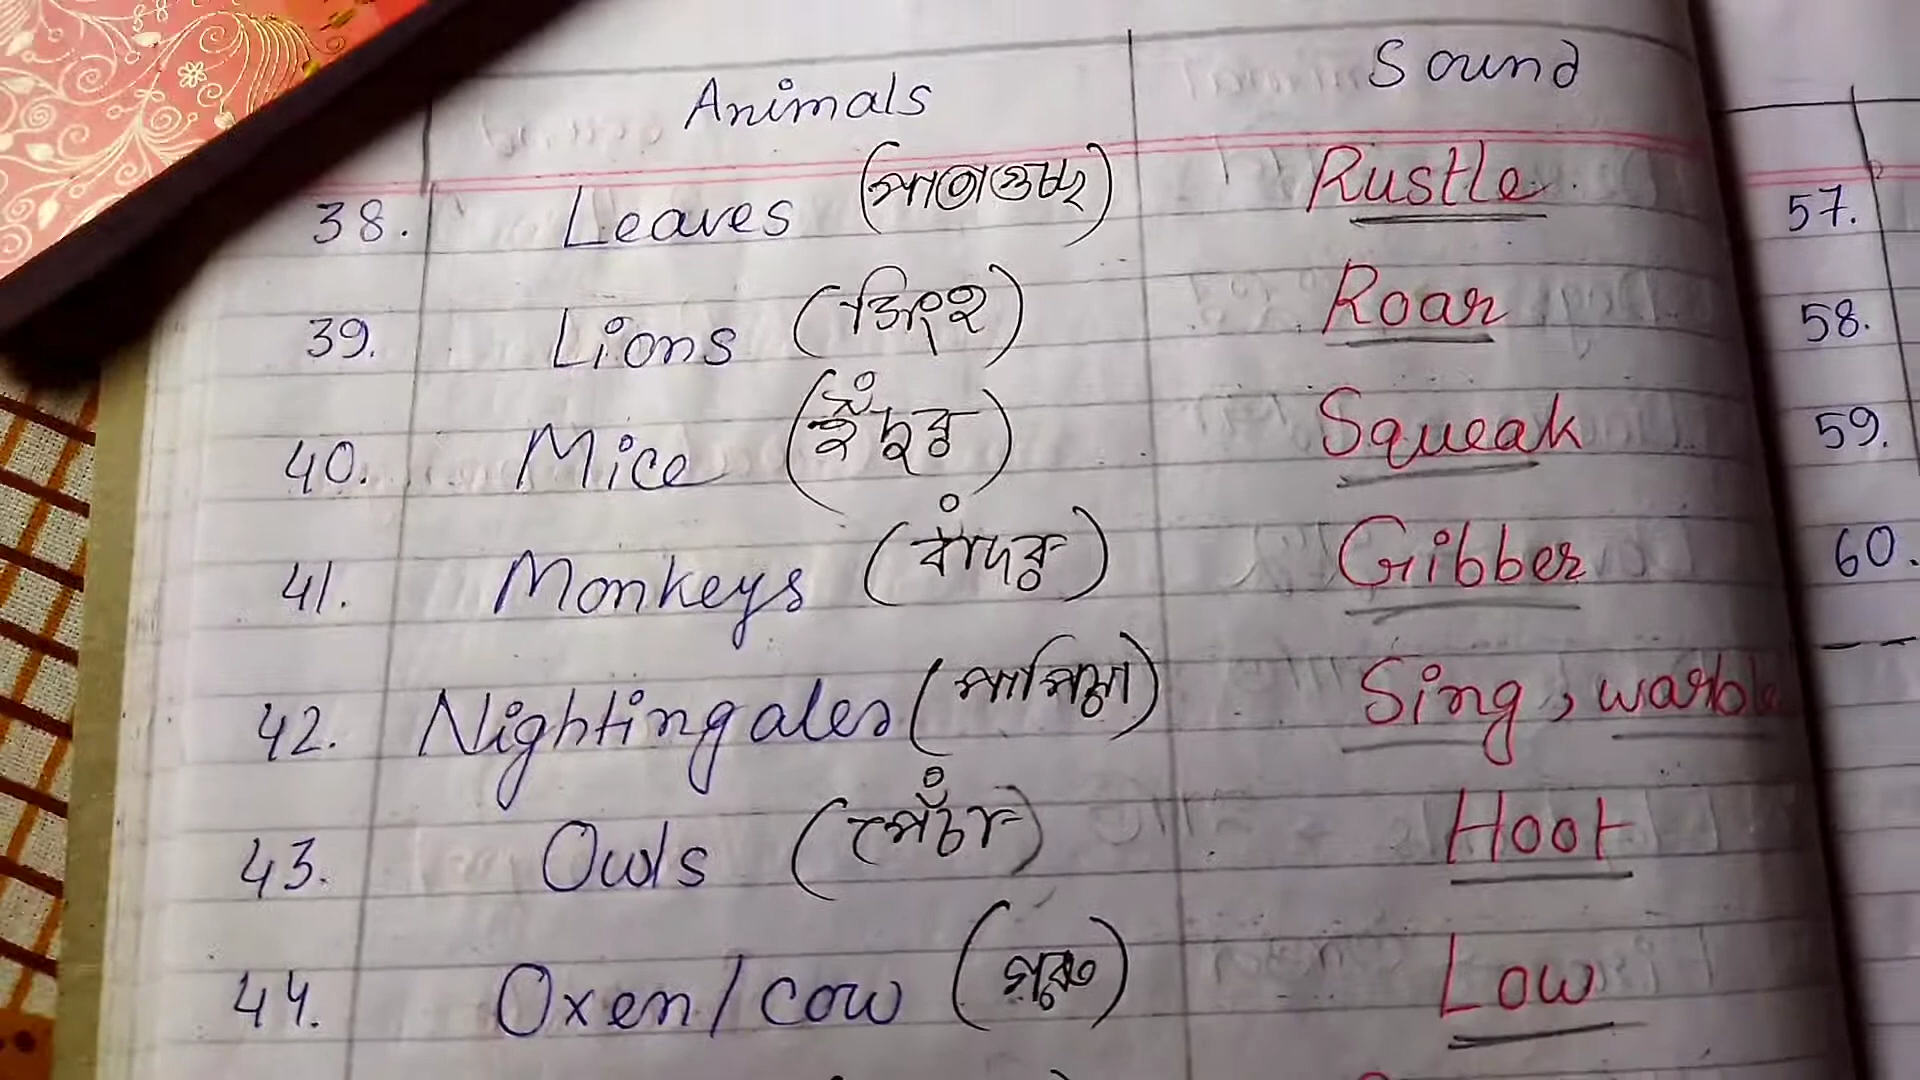 Animals Sound
38. Leaves (পাতাগুচ্ছ) Rustle
39. Lions (সিংহ) Roar
40. Mice (ইঁদুর) Squeak
41. Monkeys (বাঁদর) Gibber
42. Nightingales (পাপিয়া) Sing, warble
43. Owls (পেঁচা) Hoot
44. Oxen/cow (গরু) Low
57.
58.
59.
60.